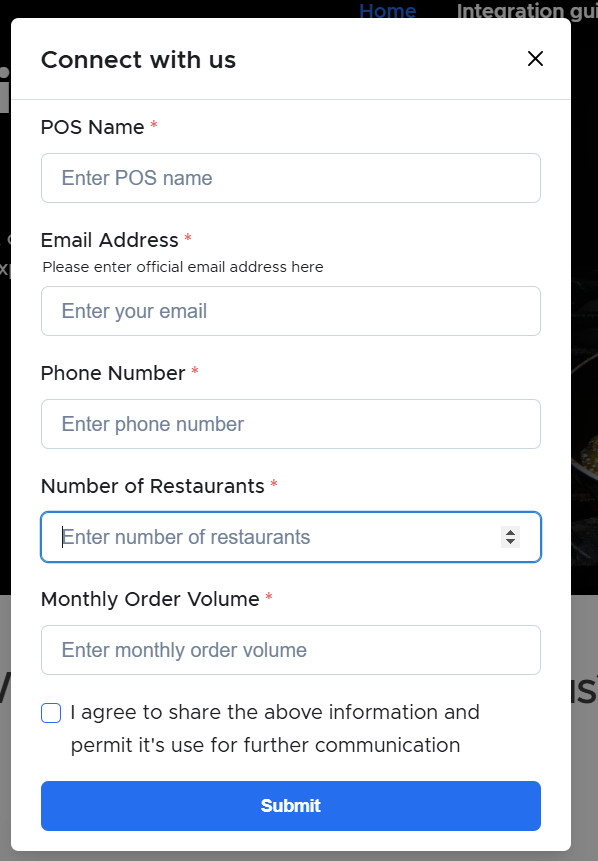 Home Integration gui
Connect with us
POS Name *
Enter POS name
Email Address *
Please enter official email address here
Enter your email
Phone Number *
Enter phone number
Number of Restaurants *
Enter number of restaurants
Monthly Order Volume *
Enter monthly order volume
I agree to share the above information and
permit it's use for further communication
Submit